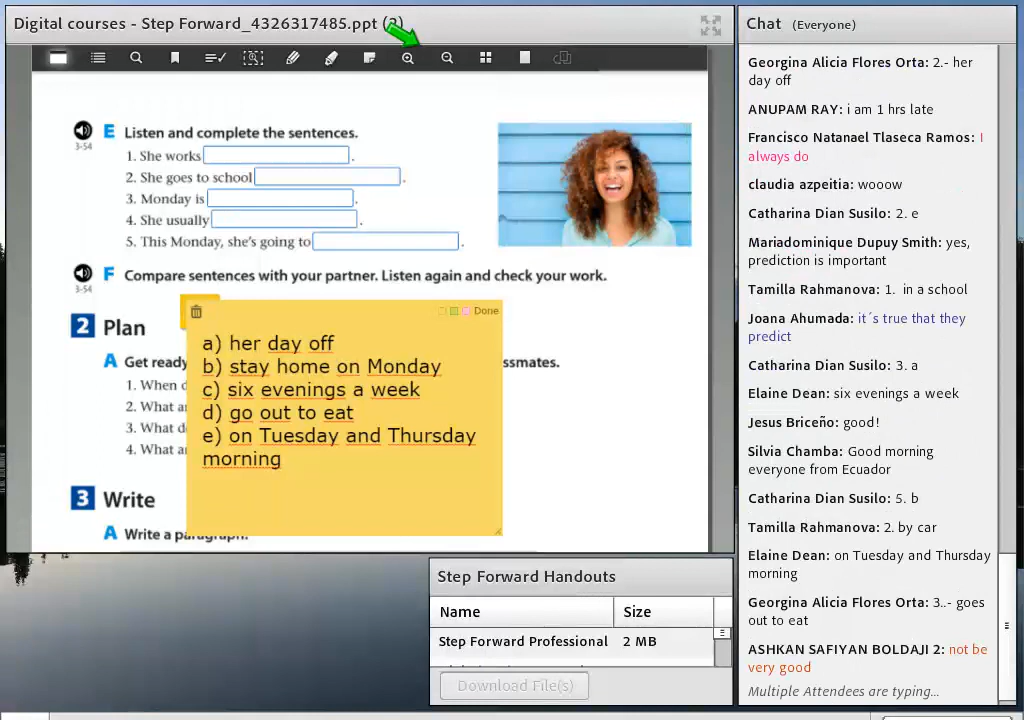 Digital courses - Step Forward_4326317485.ppt (2)
E Listen and complete the sentences.
3-54
1. She works .
2. She goes to school .
3. Monday is .
4. She usually .
5. This Monday, she's going to .
F Compare sentences with your partner. Listen again and check your work.
3-54
Done
a) her day off
b) stay home on Monday
c) six evenings a week
d) go out to eat
e) on Tuesday and Thursday
morning
2 Plan
A Get ready ssmates.
1. When
2. What
3. What
4. What
3 Write
A Write a paragraph.
Step Forward Handouts
Name Size
Step Forward Professional 2 MB
Download File(s)
Chat (Everyone)
Georgina Alicia Flores Orta: 2.- her
day off
ANUPAM RAY: i am 1 hrs late
Francisco Natanael Tlaseca Ramos: I
always do
claudia azpeitia: wooow
Catharina Dian Susilo: 2. e
Mariadominique Dupuy Smith: yes,
prediction is important
Tamilla Rahmanova: 1. in a school
Joana Ahumada: it´s true that they
predict
Catharina Dian Susilo: 3. a
Elaine Dean: six evenings a week
Jesus Briceño: good!
Silvia Chamba: Good morning
everyone from Ecuador
Catharina Dian Susilo: 5. b
Tamilla Rahmanova: 2. by car
Elaine Dean: on Tuesday and Thursday
morning
Georgina Alicia Flores Orta: 3..- goes
out to eat
ASHKAN SAFIYAN BOLDAJI 2: not be
very good
Multiple Attendees are typing...